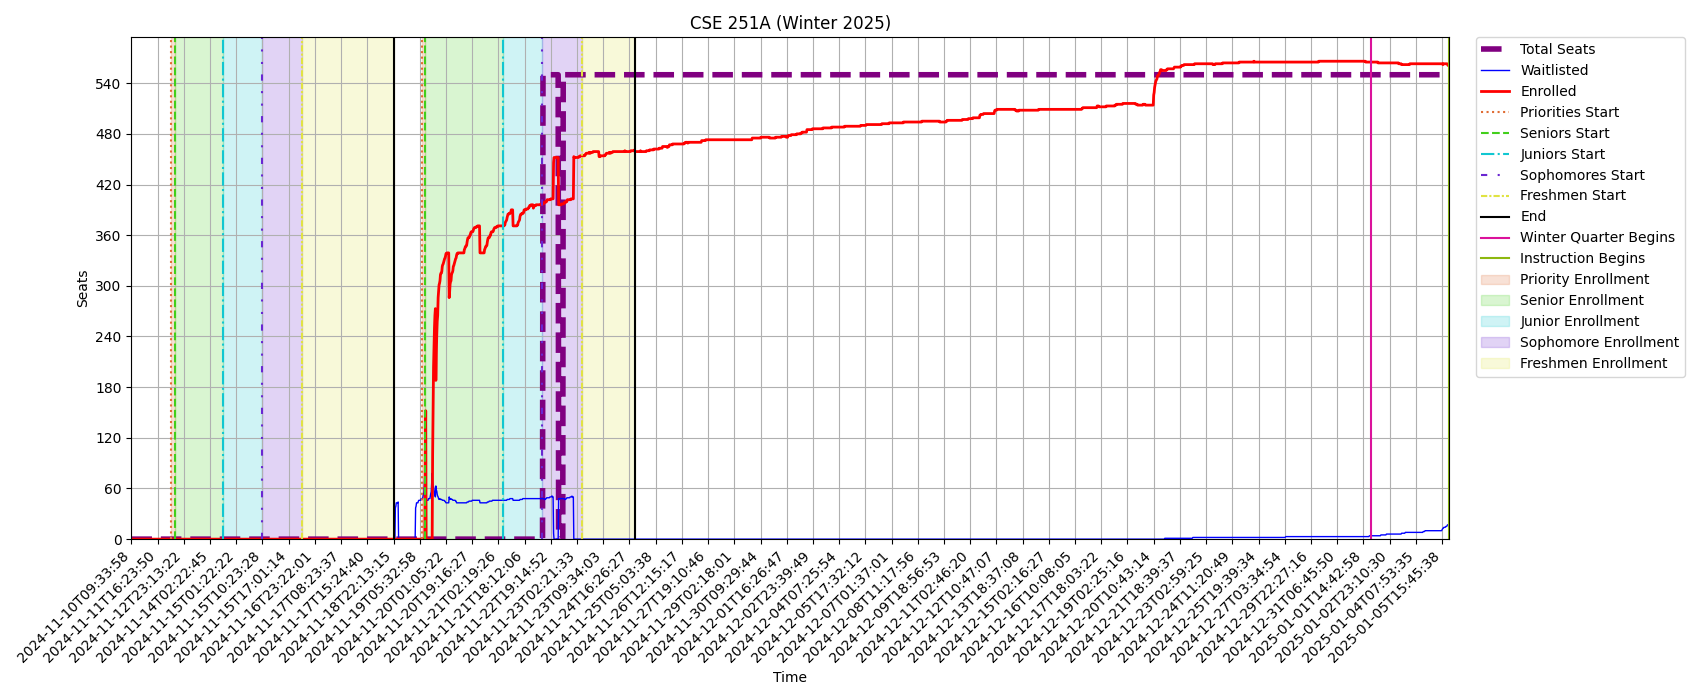 CSE 251A (Winter 2025)
Seats
540
480
420
360
300
240
180
120
60
0
2024-11-10T09:33:58
2024-11-11T16:23:50
2024-11-12T23:13:22
2024-11-14T02:22:45
2024-11-15T01:22:22
2024-11-15T10:23:28
2024-11-15T17:01:14
2024-11-16T23:22:01
2024-11-17T08:23:37
2024-11-17T15:24:40
2024-11-18T22:13:15
2024-11-19T05:32:58
2024-11-20T01:05:22
2024-11-20T19:16:27
2024-11-21T02:19:26
2024-11-21T18:12:06
2024-11-22T19:14:52
2024-11-23T02:21:33
2024-11-23T09:34:03
2024-11-24T16:26:27
2024-11-25T05:03:38
2024-11-26T12:15:17
2024-11-27T19:10:46
2024-11-29T02:18:01
2024-11-30T09:29:44
2024-12-01T16:26:47
2024-12-02T23:39:49
2024-12-04T07:25:54
2024-12-05T17:32:12
2024-12-07T01:37:01
2024-12-08T11:17:56
2024-12-09T18:56:53
2024-12-11T02:46:20
2024-12-12T10:47:07
2024-12-13T18:37:08
2024-12-15T02:16:27
2024-12-16T10:08:05
2024-12-17T18:03:22
2024-12-19T02:25:16
2024-12-20T10:43:14
2024-12-21T18:39:37
2024-12-23T02:59:25
2024-12-24T11:20:49
2024-12-25T19:39:34
2024-12-27T03:34:54
2024-12-29T22:27:16
2024-12-31T06:45:50
2025-01-01T14:42:58
2025-01-02T23:10:30
2025-01-04T07:53:35
2025-01-05T15:45:38
Time
Total Seats
Waitlisted
Enrolled
Priorities Start
Seniors Start
Juniors Start
Sophomores Start
Freshmen Start
End
Winter Quarter Begins
Instruction Begins
Priority Enrollment
Senior Enrollment
Junior Enrollment
Sophomore Enrollment
Freshmen Enrollment